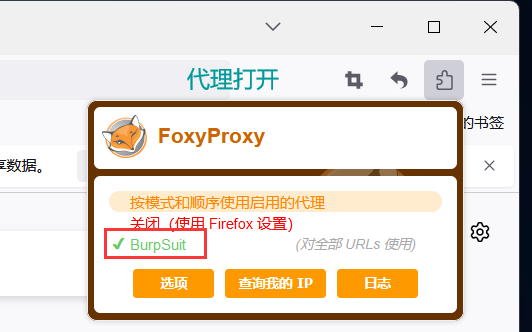 代理打开
的书签
享数据。
FoxyProxy
按模式和顺序使用启用的代理
关闭（使用 Firefox 设置)
BurpSuit (对全部 URLs 使用)
选项 查询我的 IP 日志